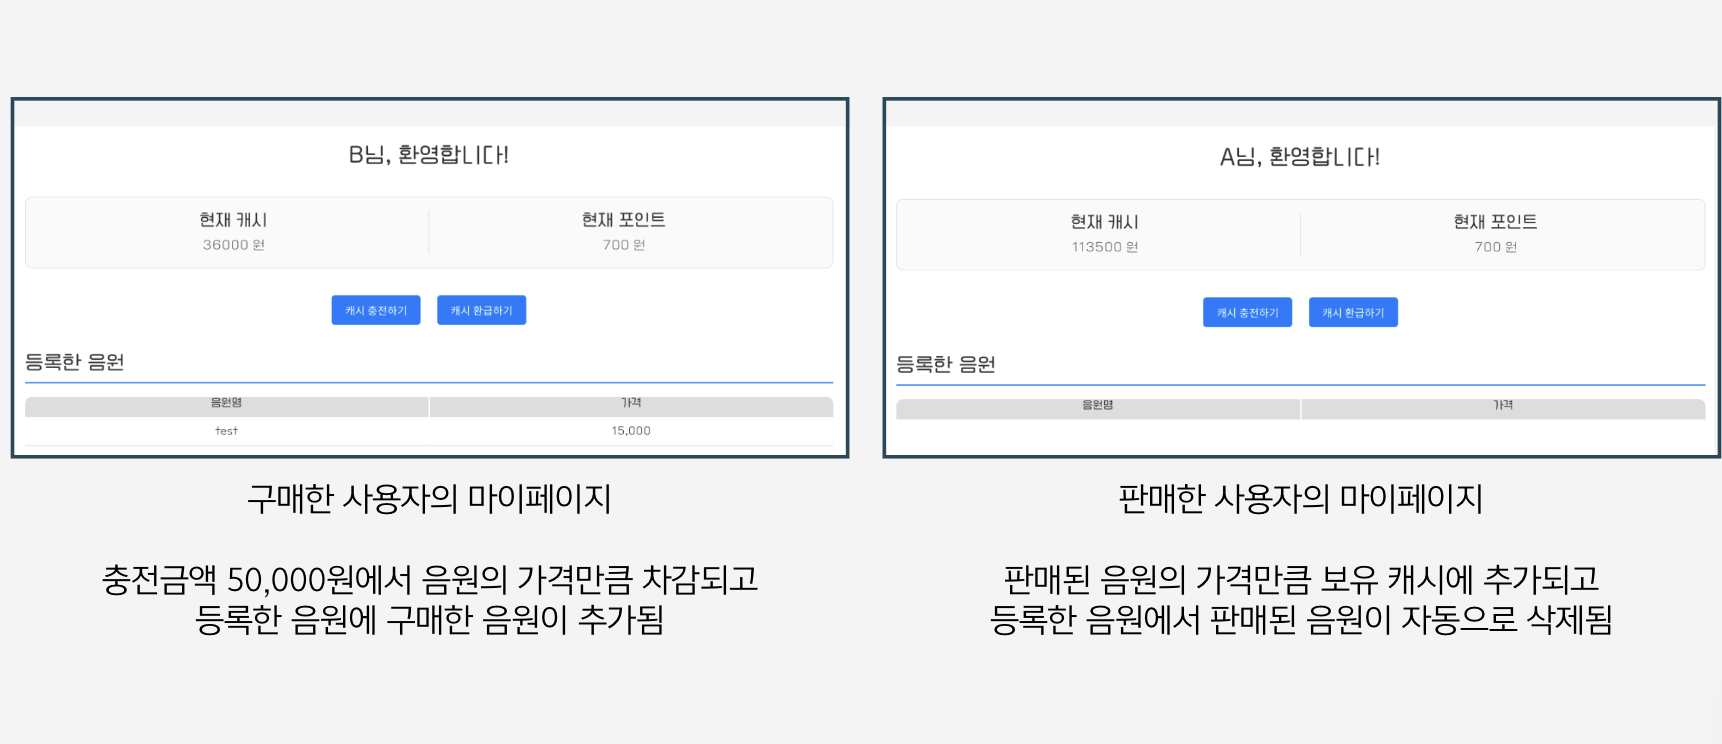 B님, 환영합니다!
현재 캐시
현재 포인트
36000 원
700 원
캐시 충전하기
캐시 환급하기
등록한 음원
음원명
가격
test
15,000
구매한 사용자의 마이페이지
충전금액 50,000원에서 음원의 가격만큼 차감되고
등록한 음원에 구매한 음원이 추가됨
A님, 환영합니다!
현재 캐시
현재 포인트
113500 원
700 원
캐시 충전하기
캐시 환급하기
등록한 음원
음원명
가격
판매한 사용자의 마이페이지
판매된 음원의 가격만큼 보유 캐시에 추가되고
등록한 음원에서 판매된 음원이 자동으로 삭제됨